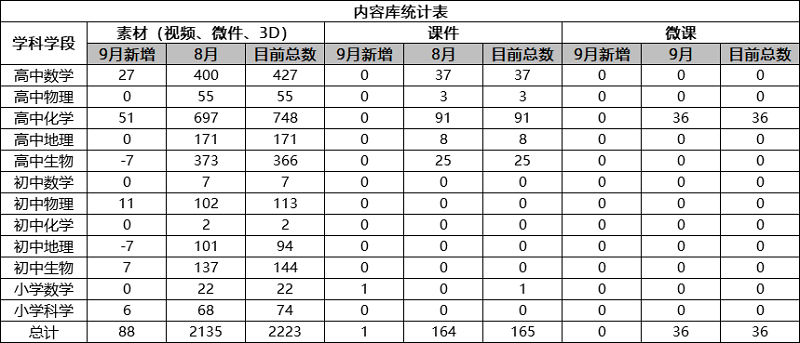 内容库统计表
学科学段 素材（视频、微件、3D） 课件 微课
9月新增 8月 目前总数 9月新增 8月 目前总数 9月新增 9月 目前总数
高中数学 27 400 427 0 37 37 0 0 0
高中物理 0 55 55 0 3 3 0 0 0
高中化学 51 697 748 0 91 91 0 36 36
高中地理 0 171 171 0 8 8 0 0 0
高中生物 -7 373 366 0 25 25 0 0 0
初中数学 0 7 7 0 0 0 0 0 0
初中物理 11 102 113 0 0 0 0 0 0
初中化学 0 2 2 0 0 0 0 0 0
初中地理 -7 101 94 0 0 0 0 0 0
初中生物 7 137 144 0 0 0 0 0 0
小学数学 0 22 22 1 0 1 0 0 0
小学科学 6 68 74 0 0 0 0 0 0
总计 88 2135 2223 1 164 165 0 36 36